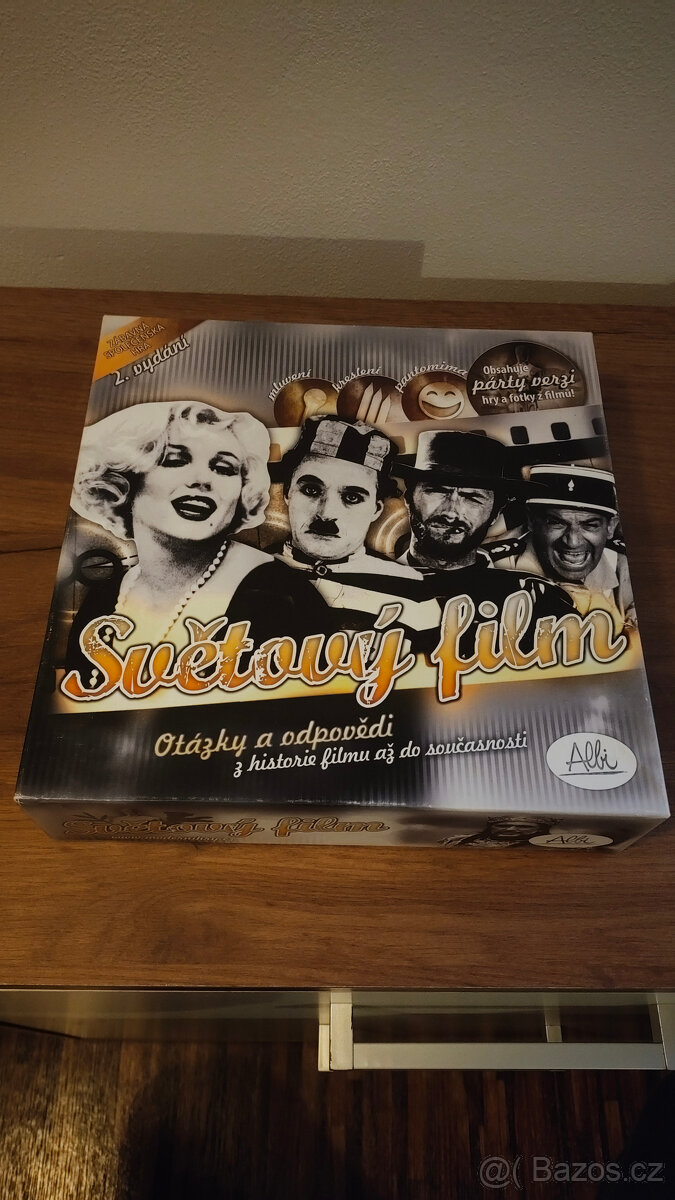 ZÁBAVNÁ
SPOLEČENSKÁ
HRA
2. vydání
mluvení
kreslení
pantomima
Obsahuje
párty verzi
hry a fotky z filmů!
Světový film
Otázky a odpovědi
z historie filmu až do současnosti
Albi
Světový film
Albi
@( Bazos.cz